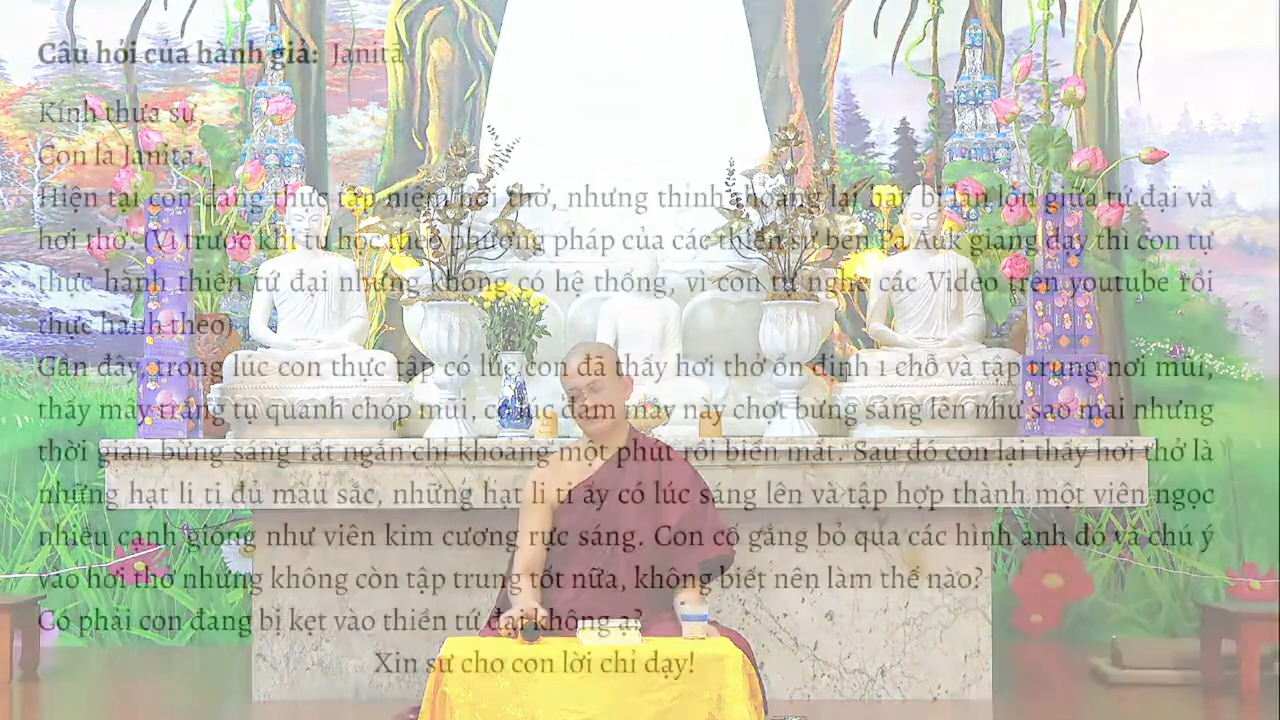 Câu hỏi của hành giả: Janitā
Kính thưa sư,
Con là Janitā,
Hiện tại con đang thực tập niệm hơi thở, nhưng thỉnh thoảng lại hay bị lẫn lộn giữa tứ đại và
hơi thở. (Vì trước khi tu học theo phương pháp của các thiền sư bên Pa Auk giảng dạy thì con tự
thực hành thiền tứ đại nhưng không có hệ thống, vì con tự nghe các Video trên youtube rồi
thực hành theo)
Gần đây, trong lúc con thực tập có lúc con đã thấy hơi thở ổn định 1 chỗ và tập trung nơi mũi,
thấy mây trắng tụ quanh chóp mũi, có lúc đám mây này chợt bừng sáng lên như sao mai nhưng
thời gian bừng sáng rất ngắn chỉ khoảng một phút rồi biến mất. Sau đó con lại thấy hơi thở là
những hạt li ti đủ màu sắc, những hạt li ti ấy có lúc sáng lên và tập hợp thành một viên ngọc
nhiều cạnh giống như viên kim cương rực sáng. Con cố gắng bỏ qua các hình ảnh đó và chú ý
vào hơi thở nhưng không còn tập trung tốt nữa, không biết nên làm thế nào?
Có phải con đang bị kẹt vào thiền tứ đại không ạ?
Xin sư cho con lời chỉ dạy!